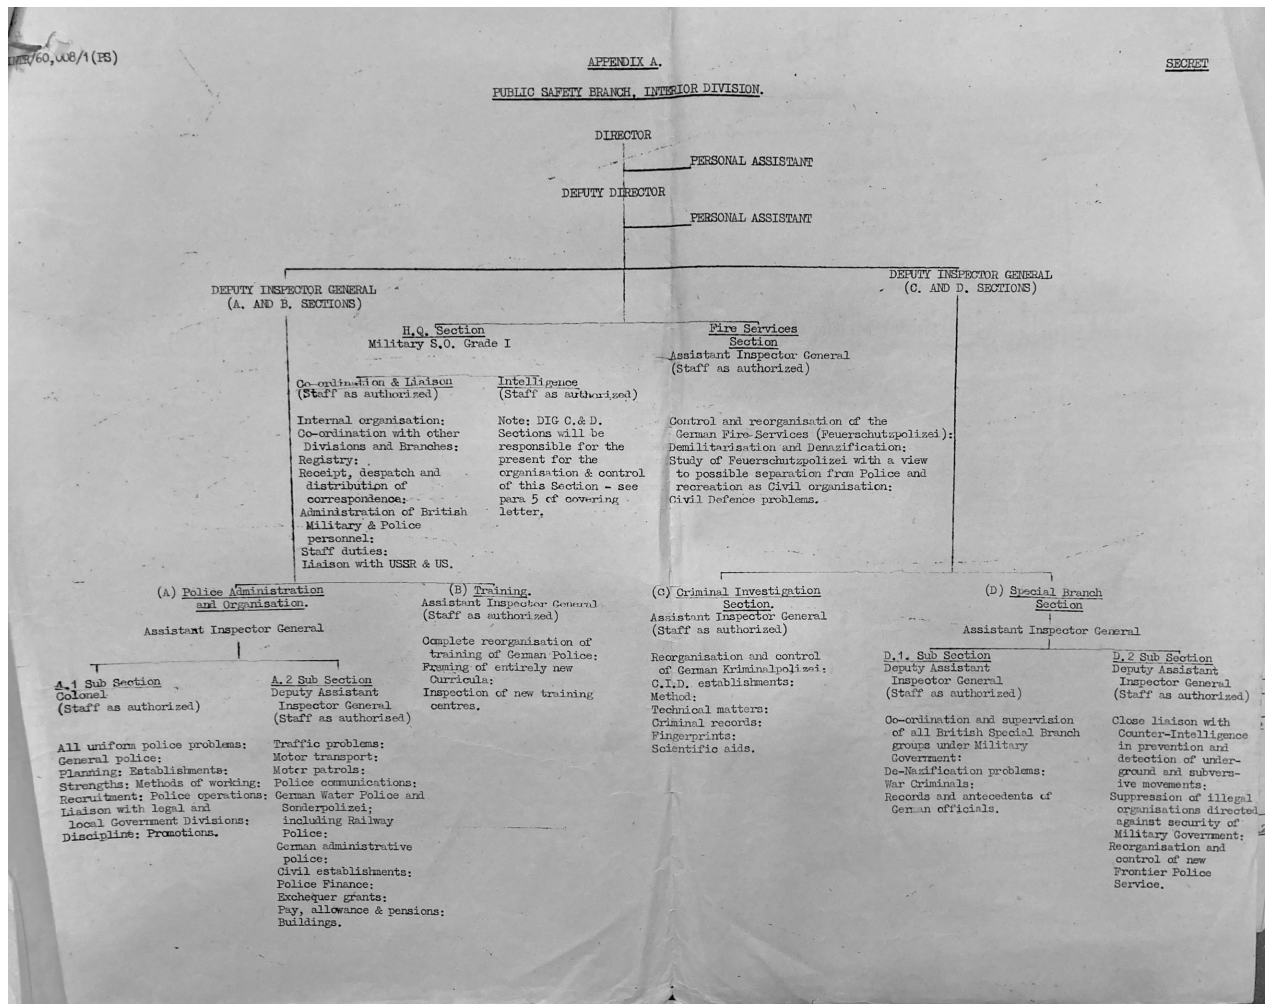 /60,008/1(PS)
APPENDIX A.
SECRET
PUBLIC SAFETY BRANCH, INTERIOR DIVISION.
DIRECTOR
PERSONAL ASSISTANT
DEPUTY DIRECTOR
PERSONAL ASSISTANT
DEPUTY INSPECTOR GENERAL
(A. AND B. SECTIONS)
DEPUTY INSPECTOR GENERAL
(C. AND D. SECTIONS)
H.Q. Section
Military S.O. Grade I
Fire Services
Section
Assistant Inspector General
(Staff as authorized)
Co-ordination & Liaison
(Staff as authorized)
Internal organisation:
Co-ordination with other
Divisions and Branches:
Registry:
Receipt, despatch and
distribution of
correspondence:
Administration of British
Military & Police
personnel:
Staff duties:
Liaison with USSR & US.
Intelligence
(Staff as authorized)
Note: DIG C.& D.
Sections will be
responsible for the
present for the
organisation & control
of this Section - see
para 5 of covering
letter.
Control and reorganisation of the
German Fire-Services (Feuerschutzpolizei):
Demilitarisation and Denazification:
Study of Feuerschutzpolizei with a view
to possible separation from Police and
recreation as Civil organisation:
Civil Defence problems.
(A) Police Administration
and Organisation.
Assistant Inspector General
A.1 Sub Section
Colonel
(Staff as authorized)
All uniform police problems:
General police:
Planning: Establishments:
Strengths: Methods of working:
Recruitment: Police operations:
Liaison with legal and
local Government Divisions:
Discipline: Promotions.
A.2 Sub Section
Deputy Assistant
Inspector General
(Staff as authorised)
Traffic problems:
Motor transport:
Motor patrols:
Police communications:
German Water Police and
Sonderpolizei;
including Railway
Police:
German administrative
police:
Civil establishments:
Police Finance:
Exchequer grants:
Pay, allowance & pensions:
Buildings.
(B) Training.
Assistant Inspector General
(Staff as authorized)
Complete reorganisation of
training of German Police:
Framing of entirely new
Curricula:
Inspection of new training
centres.
(C) Criminal Investigation
Section.
Assistant Inspector General
(Staff as authorized)
Reorganisation and control
of German Kriminalpolizei:
C.I.D. establishments:
Method:
Technical matters:
Criminal records:
Fingerprints:
Scientific aids.
(D) Special Branch
Section
Assistant Inspector General
D.1. Sub Section
Deputy Assistant
Inspector General
(Staff as authorized)
Co-ordination and supervision
of all British Special Branch
groups under Military
Government:
De-Nazification problems:
War Criminals:
Records and antecedents of
German officials.
D.2 Sub Section
Deputy Assistant
Inspector General
(Staff as authorized)
Close liaison with
Counter-Intelligence
in prevention and
detection of under-
ground and subvers-
ive movements:
Suppression of illegal
organisations directed
against security of
Military Government:
Reorganisation and
control of new
Frontier Police
Service.